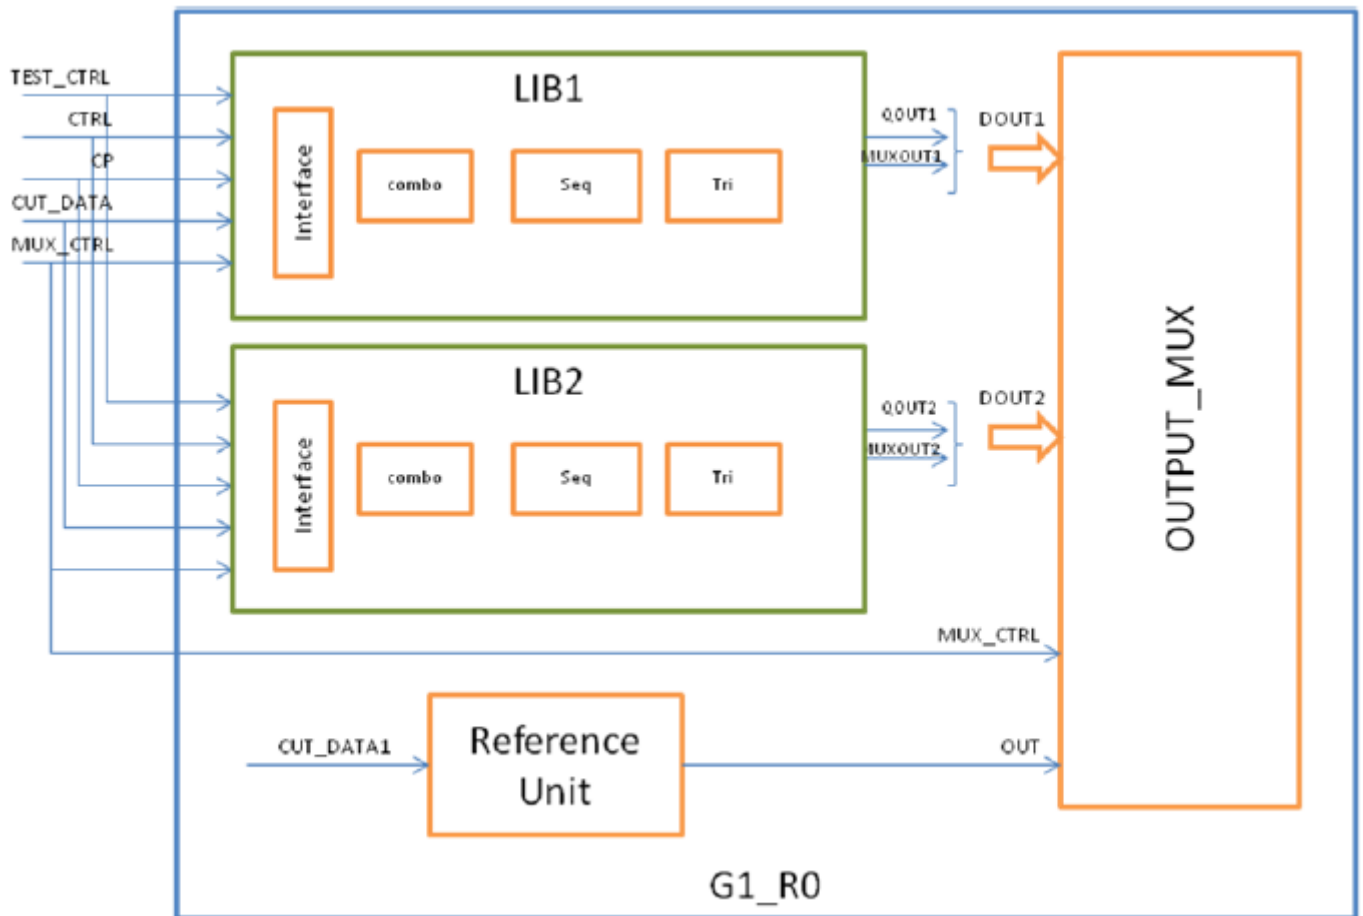 TEST_CTRL
CTRL
CP
CUT_DATA
MUX_CTRL
LIB1
Interface
combo
Seq
Tri
QOUT1
MUXOUT1
DOUT1
LIB2
Interface
combo
Seq
Tri
QOUT2
MUXOUT2
DOUT2
OUTPUT_MUX
MUX_CTRL
CUT_DATA1
Reference
Unit
OUT
G1_R0